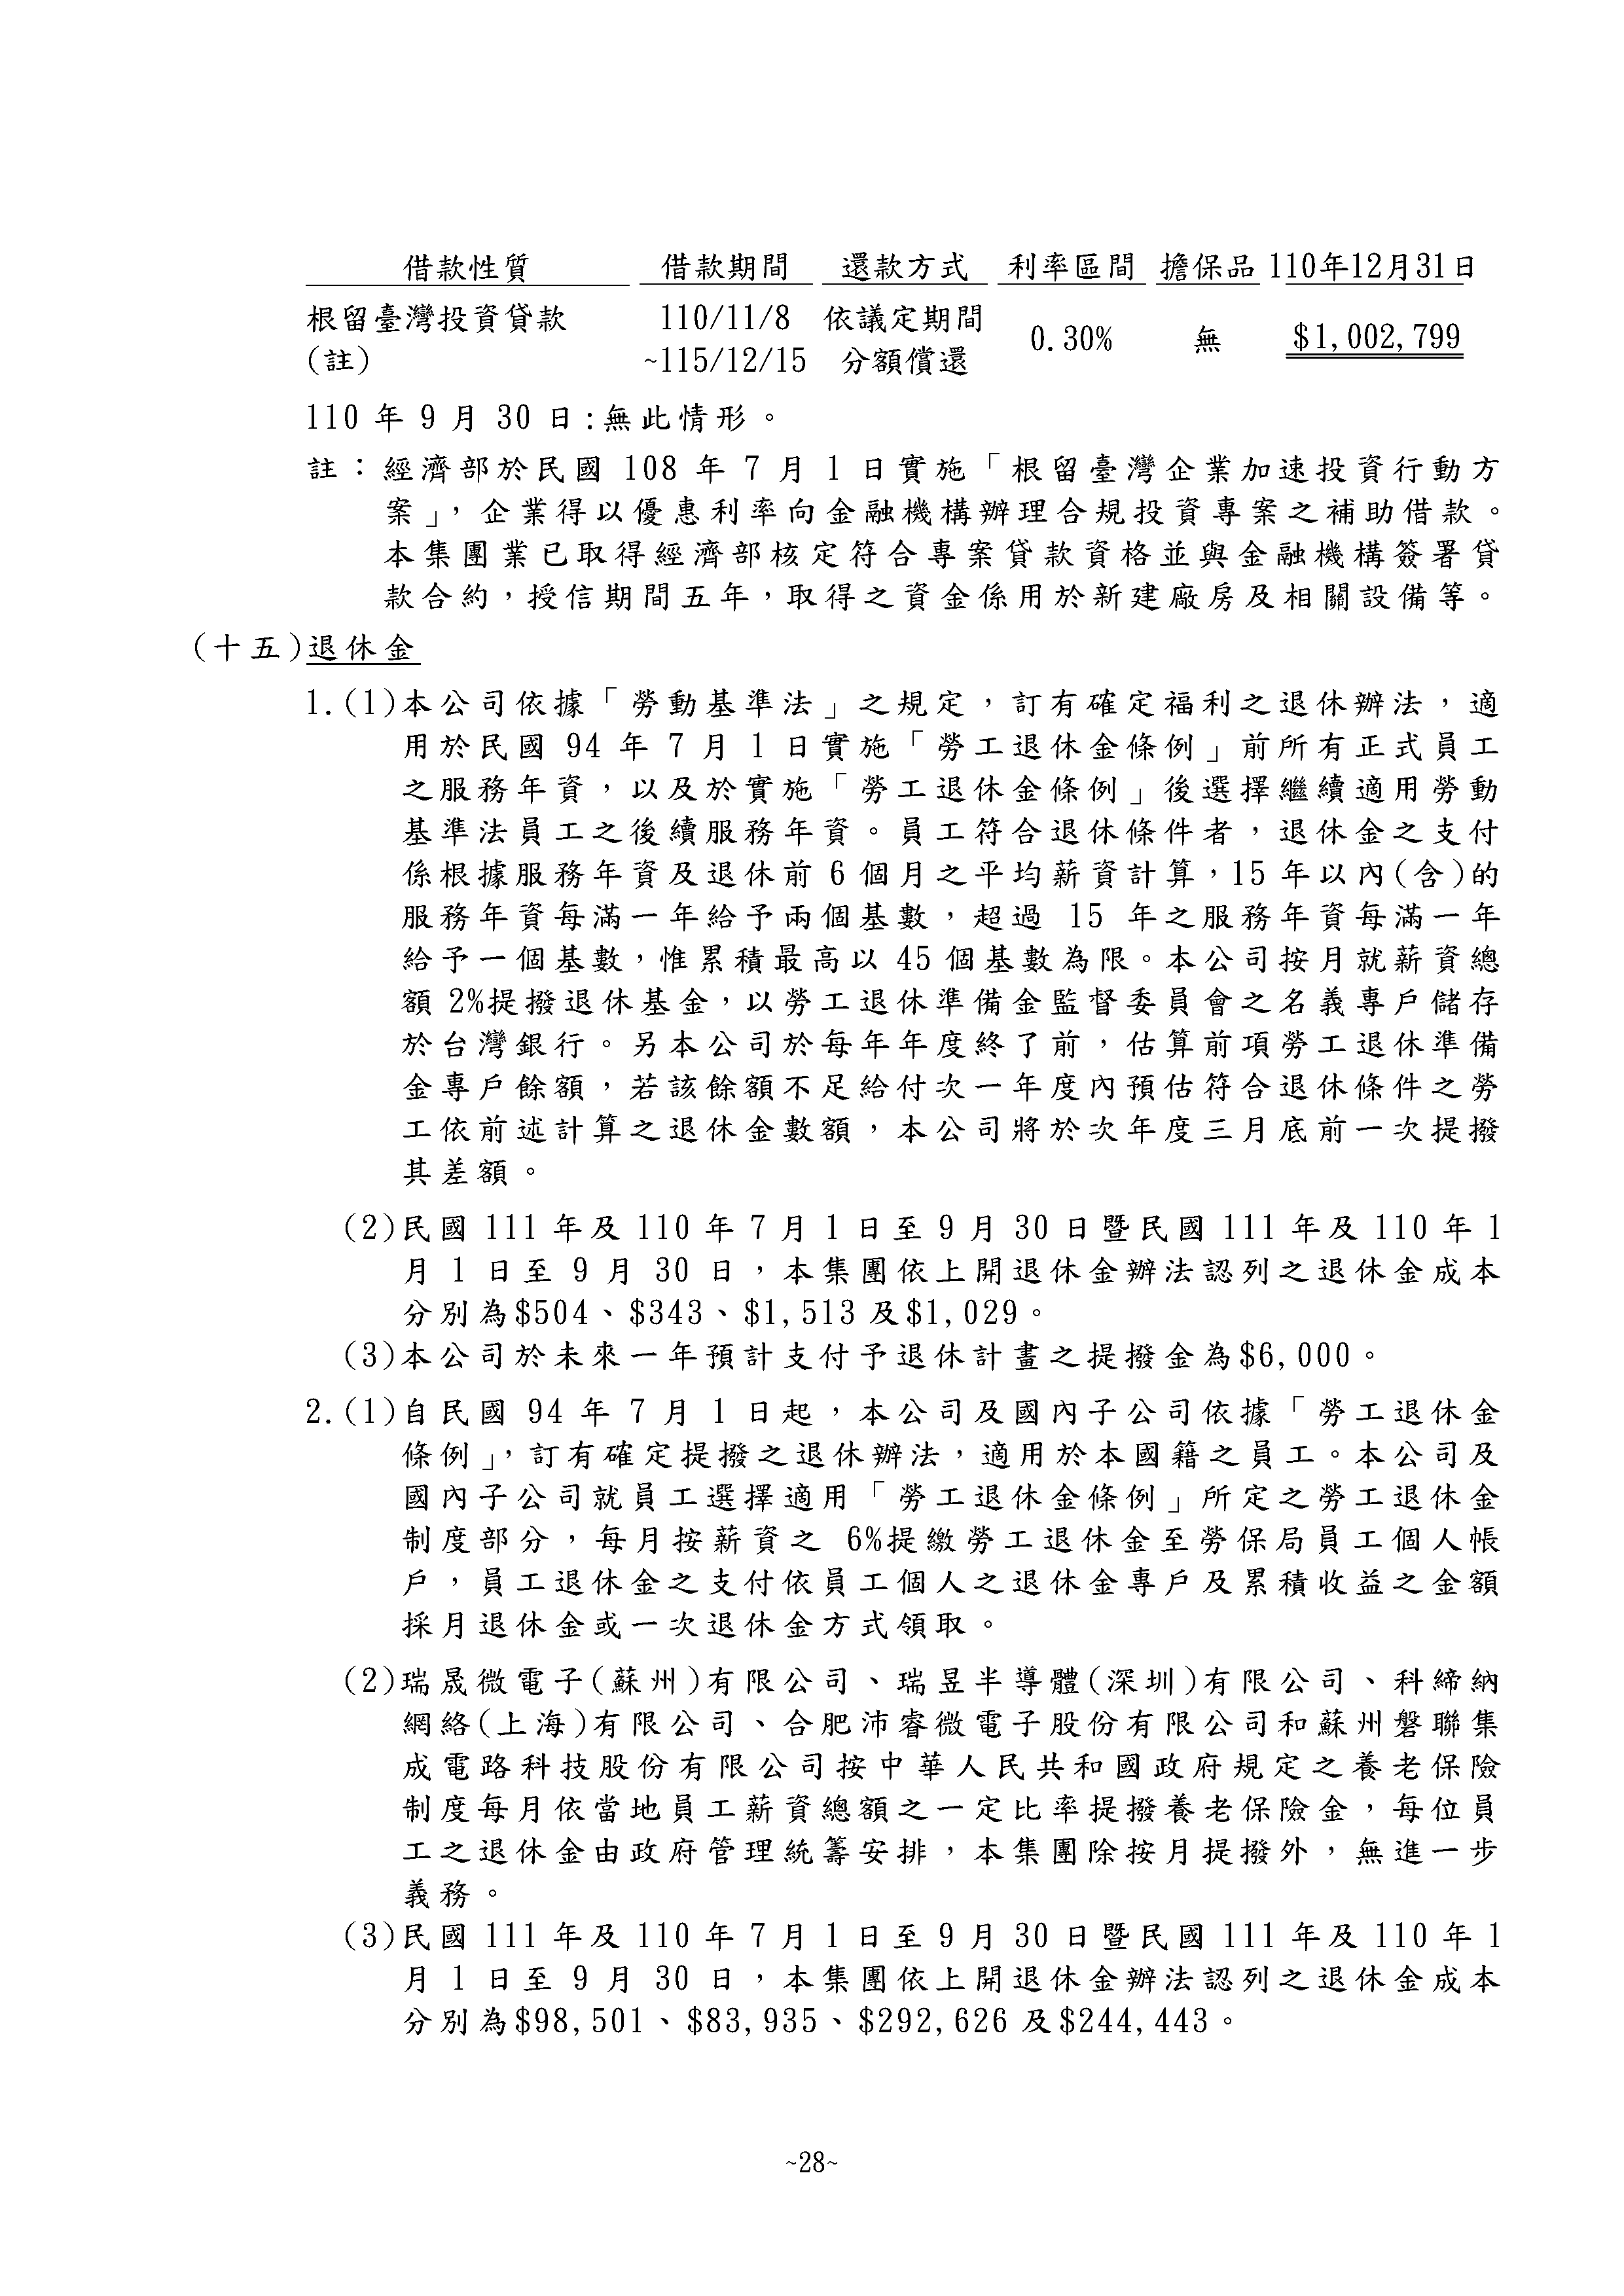 借款性質 借款期間 還款方式 利率區間 擔保品 110年12月31日
根留臺灣投資貸款 110/11/8 依議定期間
0.30% 無 $1,002,799
(註) ~115/12/15 分額償還
110 年 9 月 30 日:無此情形。
註：經濟部於民國 108 年 7 月 1 日實施「根留臺灣企業加速投資行動方
案」，企業得以優惠利率向金融機構辦理合規投資專案之補助借款。
本集團業已取得經濟部核定符合專案貸款資格並與金融機構簽署貸
款合約，授信期間五年，取得之資金係用於新建廠房及相關設備等。
(十五)退休金
1.(1)本公司依據「勞動基準法」之規定，訂有確定福利之退休辦法，適
用於民國 94 年 7 月 1 日實施「勞工退休金條例」前所有正式員工
之服務年資，以及於實施「勞工退休金條例」後選擇繼續適用勞動
基準法員工之後續服務年資。員工符合退休條件者，退休金之支付
係根據服務年資及退休前 6 個月之平均薪資計算，15 年以內(含)的
服務年資每滿一年給予兩個基數，超過 15 年之服務年資每滿一年
給予一個基數，惟累積最高以 45 個基數為限。本公司按月就薪資總
額 2%提撥退休基金，以勞工退休準備金監督委員會之名義專戶儲存
於台灣銀行。另本公司於每年年度終了前，估算前項勞工退休準備
金專戶餘額，若該餘額不足給付次一年度內預估符合退休條件之勞
工依前述計算之退休金數額，本公司將於次年度三月底前一次提撥
其差額。
(2)民國 111 年及 110 年 7 月 1 日至 9 月 30 日暨民國 111 年及 110 年 1
月 1 日至 9 月 30 日，本集團依上開退休金辦法認列之退休金成本
分別為$504、$343、$1,513 及$1,029。
(3)本公司於未來一年預計支付予退休計畫之提撥金為$6,000。
2.(1)自民國 94 年 7 月 1 日起，本公司及國內子公司依據「勞工退休金
條例」，訂有確定提撥之退休辦法，適用於本國籍之員工。本公司及
國內子公司就員工選擇適用「勞工退休金條例」所定之勞工退休金
制度部分，每月按薪資之 6%提繳勞工退休金至勞保局員工個人帳
戶，員工退休金之支付依員工個人之退休金專戶及累積收益之金額
採月退休金或一次退休金方式領取。
(2)瑞晟微電子(蘇州)有限公司、瑞昱半導體(深圳)有限公司、科締納
網絡(上海)有限公司、合肥沛睿微電子股份有限公司和蘇州磐聯集
成電路科技股份有限公司按中華人民共和國政府規定之養老保險
制度每月依當地員工薪資總額之一定比率提撥養老保險金，每位員
工之退休金由政府管理統籌安排，本集團除按月提撥外，無進一步
義務。
(3)民國 111 年及 110 年 7 月 1 日至 9 月 30 日暨民國 111 年及 110 年 1
月 1 日至 9 月 30 日，本集團依上開退休金辦法認列之退休金成本
分別為$98,501、$83,935、$292,626 及$244,443。
~28~